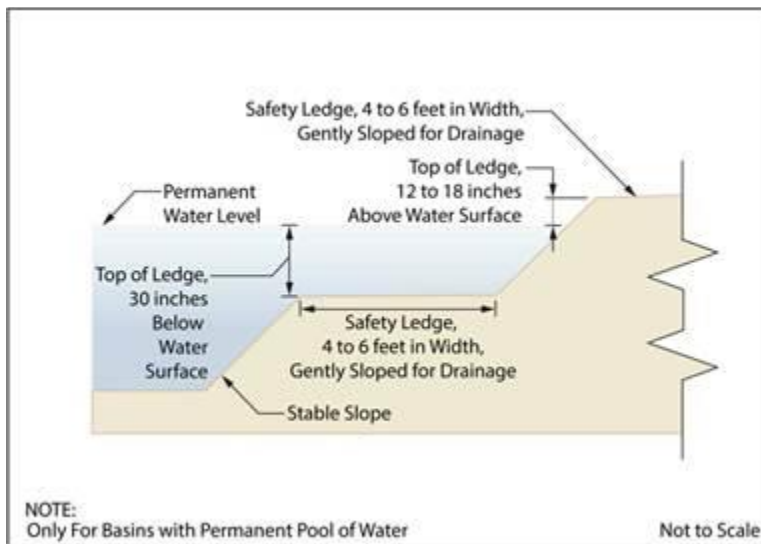 Safety Ledge, 4 to 6 feet in Width,
Gently Sloped for Drainage
Top of Ledge,
12 to 18 inches
Above Water Surface
Permanent
Water Level
Top of Ledge,
30 inches
Below
Water
Surface
Safety Ledge,
4 to 6 feet in Width,
Gently Sloped for Drainage
Stable Slope
NOTE:
Only For Basins with Permanent Pool of Water
Not to Scale